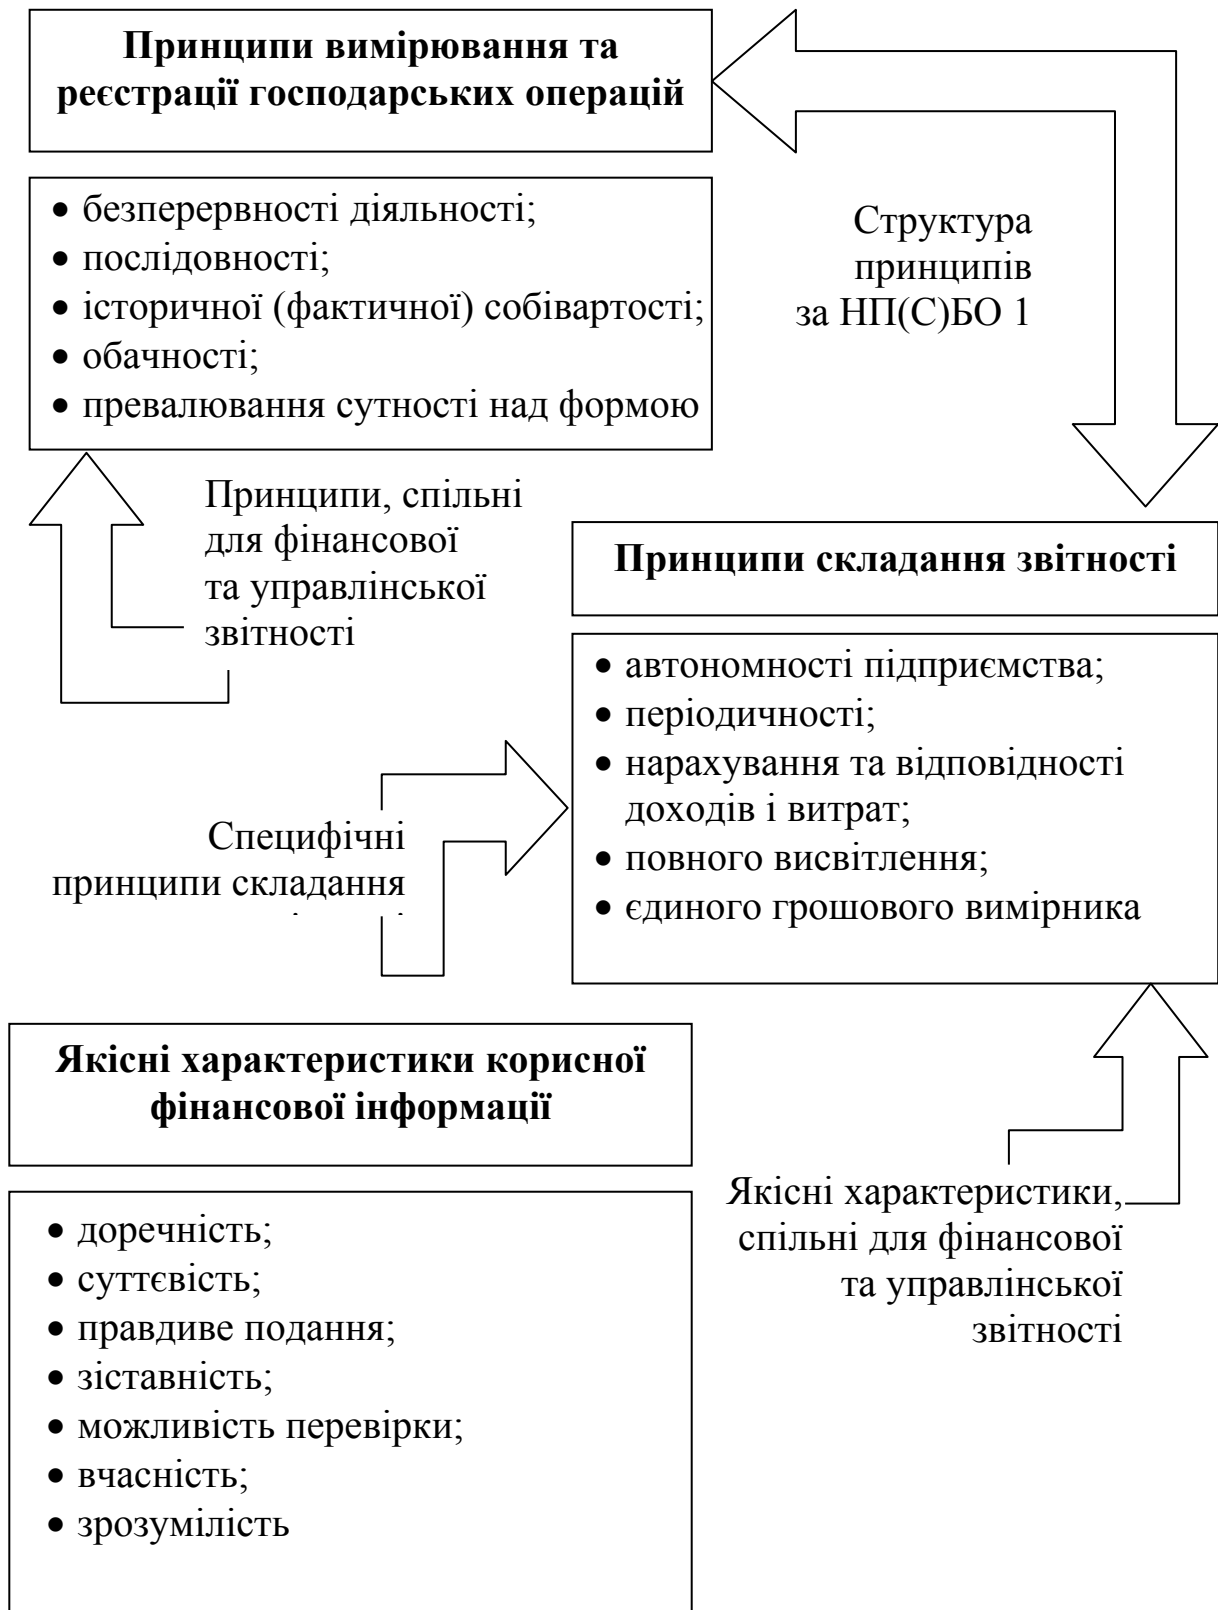 Принципи вимірювання та
реєстрації господарських операцій
• безперервності діяльності;
• послідовності;
• історичної (фактичної) собівартості;
• обачності;
• превалювання сутності над формою
Структура
принципів
за НП(С)БО 1
Принципи, спільні
для фінансової
та управлінської
звітності
Принципи складання звітності
• автономності підприємства;
• періодичності;
• нарахування та відповідності
доходів і витрат;
• повного висвітлення;
• єдиного грошового вимірника
Специфічні
принципи складання
Якісні характеристики корисної
фінансової інформації
• доречність;
• суттєвість;
• правдиве подання;
• зіставність;
• можливість перевірки;
• вчасність;
• зрозумілість
Якісні характеристики,
спільні для фінансової
та управлінської
звітності